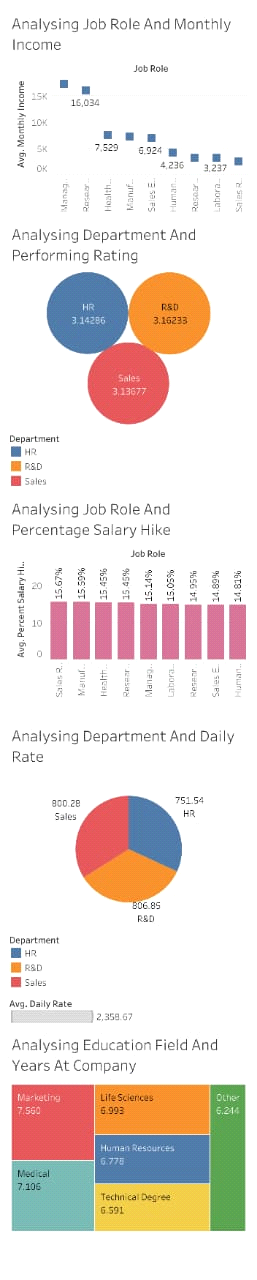 Analysing Job Role And Monthly
Income
Job Role
Avg. Monthly Income
15K
10K
5K
0K
16,034
7,529
6,924
4,236
3,237
Manag..
Resear..
Health..
Manuf..
Sales E..
Human..
Resear..
Labora..
Sales R..
Analysing Department And
Performing Rating
HR
3.14286
R&D
3.16233
Sales
3.13677
Department
HR
R&D
Sales
Analysing Job Role And
Percentage Salary Hike
Job Role
Avg. Percent Salary Hi..
20
10
0
15.67%
15.59%
15.45%
15.45%
15.14%
15.05%
14.95%
14.89%
14.81%
Sales R..
Manuf..
Health..
Resear..
Manag..
Labora..
Resear..
Sales E..
Human..
Analysing Department And Daily
Rate
800.28
Sales
751.54
HR
806.85
R&D
Department
HR
R&D
Sales
Avg. Daily Rate
2,358.67
Analysing Education Field And
Years At Company
Marketing
7.560
Life Sciences
6.993
Other
6.244
Human Resources
6.778
Medical
7.106
Technical Degree
6.591